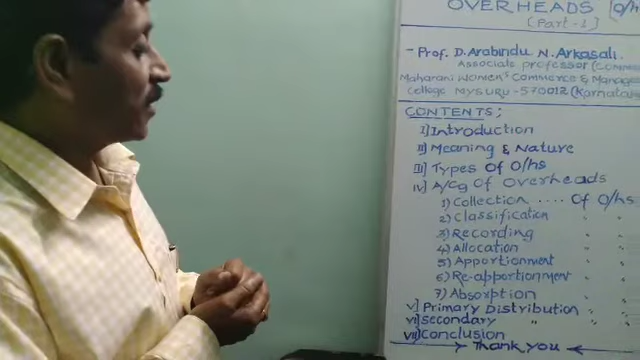 OVERHEADS [O/h
(Part-1)
- Prof. D. Arabindu N. Arkasali.
Associate professor (Comm
Maharani Women's Commerce & Manage
College MYSURU - 570012 (Karnataka
CONTENTS;
I] Introduction
II] Meaning & Nature
III] Types Of O/hs
IV] A/Cg Of Overheads
1) Collection .... Of O/hs
2) Classification " "
3) Recording " "
4) Allocation " "
5) Apportionment " "
6) Re-apportionment " "
7) Absorption " "
V] Primary Distribution " "
VI] Secondary " " "
VII] Conclusion
Thank you